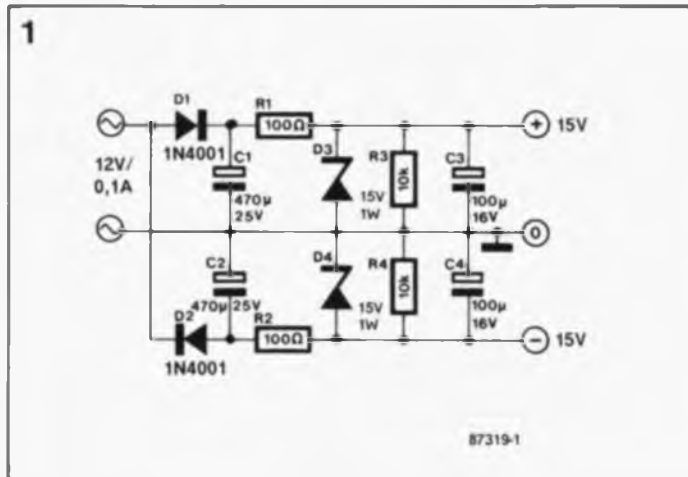 1
D1
1N4001
R1
100Ω
+
15V
12V/
0,1A
C1
470µ
25V
D3
15V
1W
R3
10k
C3
100µ
16V
0
C2
470µ
25V
D4
15V
1W
R4
10k
C4
100µ
16V
D2
1N4001
R2
100Ω
−
15V
87319-1